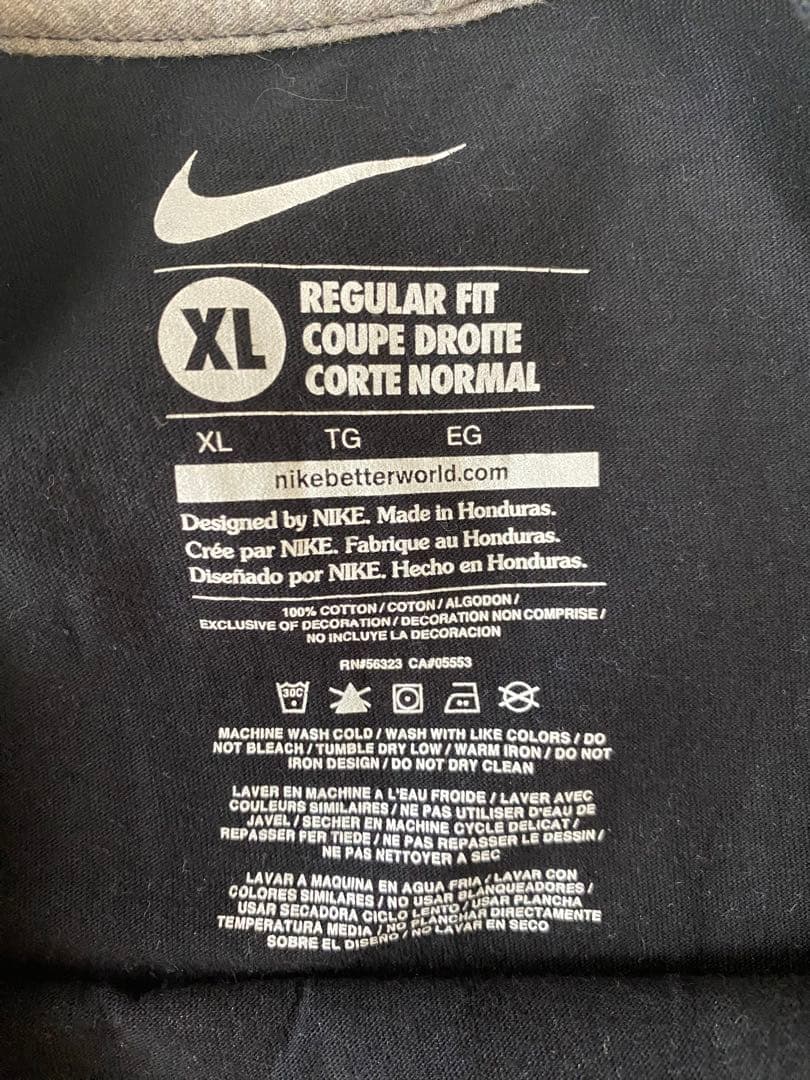 XL
REGULAR FIT
COUPE DROITE
CORTE NORMAL
XL TG EG
nikebetterworld.com
Designed by NIKE. Made in Honduras.
Crée par NIKE. Fabrique au Honduras.
Diseñado por NIKE. Hecho en Honduras.
100% COTTON / COTON / ALGODON /
EXCLUSIVE OF DECORATION / DECORATION NON COMPRISE /
NO INCLUYE LA DECORACION
RN#56323 CA#05553
30C
MACHINE WASH COLD / WASH WITH LIKE COLORS / DO
NOT BLEACH / TUMBLE DRY LOW / WARM IRON / DO NOT
IRON DESIGN / DO NOT DRY CLEAN
LAVER EN MACHINE A L'EAU FROIDE / LAVER AVEC
COULEURS SIMILAIRES / NE PAS UTILISER D'EAU DE
JAVEL / SECHER EN MACHINE CYCLE DELICAT /
REPASSER FER TIEDE / NE PAS REPASSER LE DESSIN /
NE PAS NETTOYER A SEC
LAVAR A MAQUINA EN AGUA FRIA / LAVAR CON
COLORES SIMILARES / NO USAR BLANQUEADORES /
USAR SECADORA CICLO LENTO / USAR PLANCHA
TEMPERATURA MEDIA / NO PLANCHAR DIRECTAMENTE
SOBRE EL DISENO / NO LAVAR EN SECO